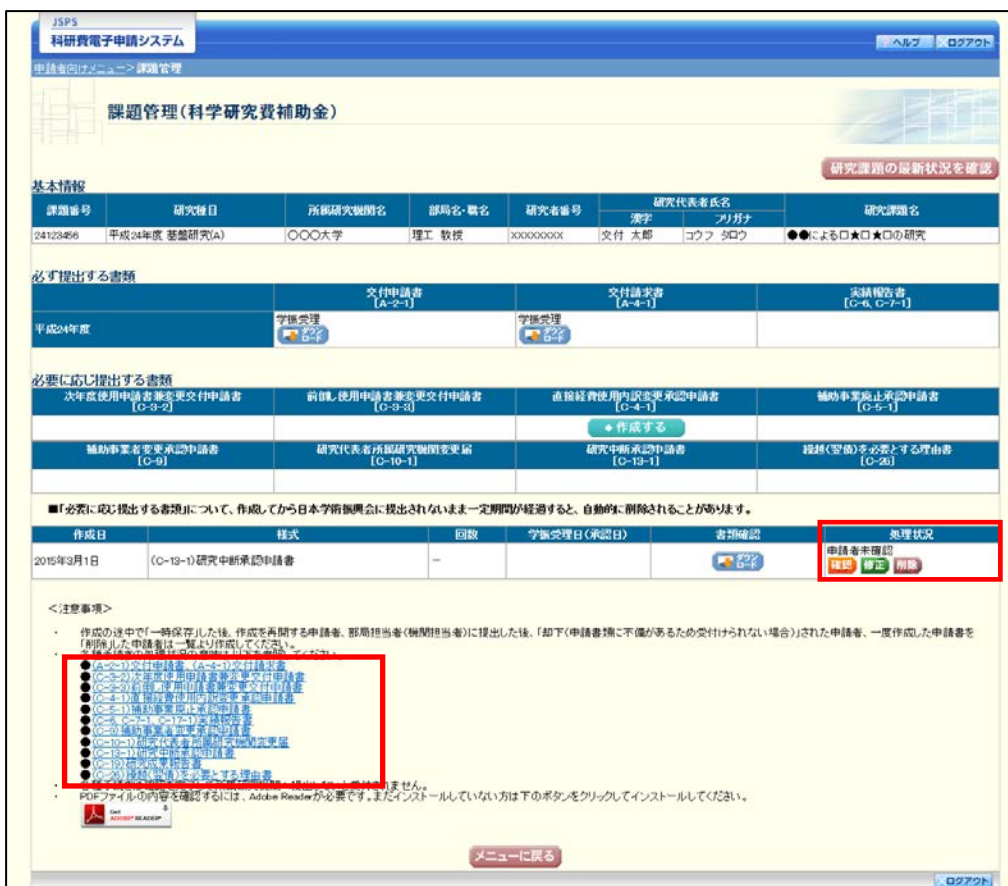 JSPS
科研費電子申請システム
ヘルプ ログアウト
申請者向けメニュー>課題管理
課題管理(科学研究費補助金)
研究課題の最新状況を確認
基本情報
課題番号 研究種目 所属研究機関名 部局名・職名 研究者番号 研究代表者氏名 研究課題名
漢字 フリガナ
24123456 平成24年度 基盤研究(A) 〇〇〇大学 理工 教授 XXXXXXXX 交付 太郎 コウフ タロウ ●●による□★□★□の研究
必ず提出する書類
交付申請書 交付請求書 実績報告書
[A-2-1] [A-4-1] [C-6, C-7-1]
平成24年度 学振受理 学振受理
ダウンロード ダウンロード
必要に応じ提出する書類
次年度使用申請書兼変更交付申請書 前倒し使用申請書兼変更交付申請書 直接経費使用内訳変更承認申請書 補助事業廃止承認申請書
[C-3-2] [C-3-3] [C-4-1] [C-5-1]
作成する
補助事業者変更承認申請書 研究代表者所属研究機関変更届 研究中断承認申請書 繰越(翌債)を必要とする理由書
[C-9] [C-10-1] [C-13-1] [C-26]
■「必要に応じ提出する書類」について、作成してから日本学術振興会に提出されないまま一定期間が経過すると、自動的に削除されることがあります。
作成日 様式 回数 学振受理日(承認日) 書類確認 処理状況
2015年3月1日 (C-13-1)研究中断承認申請書 － ダウンロード 申請者未確認
確認 修正 削除
<注意事項>
・ 作成の途中で「一時保存」した後、作成を再開する申請者、部局担当者(機関担当者)に提出した後、「却下(申請書類に不備があるため受付けられない場合)」された申請者、一度作成した申請書を
「削除」した申請者は一覧より作成してください。
●(A-2-1)交付申請書、(A-4-1)交付請求書
●(C-3-2)次年度使用申請書兼変更交付申請書
●(C-3-3)前倒し使用申請書兼変更交付申請書
●(C-4-1)直接経費使用内訳変更承認申請書
●(C-5-1)補助事業廃止承認申請書
●(C-6, C-7-1, C-17-1)実績報告書
●(C-9)補助事業者変更承認申請書
●(C-10-1)研究代表者所属研究機関変更届
●(C-13-1)研究中断承認申請書
●(C-19)研究成果報告書
●(C-26)繰越(翌債)を必要とする理由書
ません。
・ PDFファイルの内容を確認するには、Adobe Readerが必要です。まだインストールしていない方は下のボタンをクリックしてインストールしてください。
Get
ADOBE® READER®
メニューに戻る
ログアウト